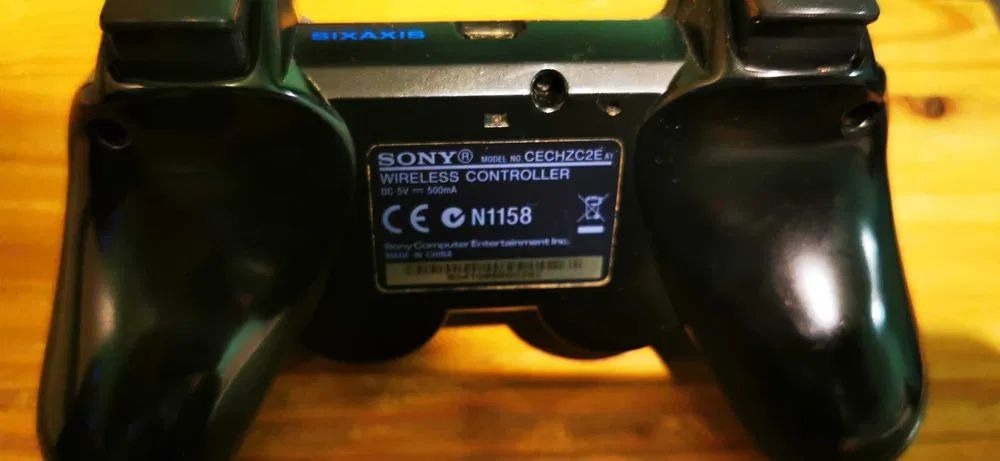 SIXAXIS
SONY® MODEL NO. CECHZC2E AY
WIRELESS CONTROLLER
DC 5V ⎓ 500mA
CE N1158
Sony Computer Entertainment Inc.
MADE IN CHINA